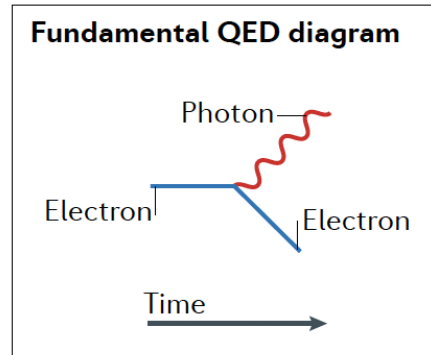 Fundamental QED diagram
Photon
Electron
Electron
Time